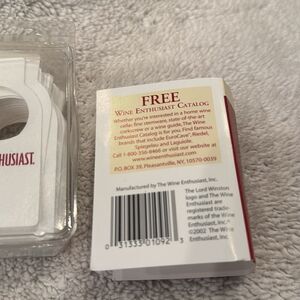 THUSIAST.
FREE
WINE ENTHUSIAST CATALOG
Whether you're interested in a home wine
cellar, fine stemware, state-of-the-art
corkscrew or a wine guide, The Wine
Enthusiast Catalog is for you. Find famous
brands that include EuroCave®, Riedel,
Spiegelau and Laguiole.
Call 1-800-356-8466 or visit our website at
www.wineenthusiast.com.
P.O. BOX 39, Pleasantville, NY, 10570-0039
Manufactured by The Wine Enthusiast, Inc.
The Lord Winston
logo and The Wine
Enthusiast are
registered trade-
marks of the Wine
Enthusiast, Inc.®
©2002 The Wine
Enthusiast, Inc.
0 31333 01092 3